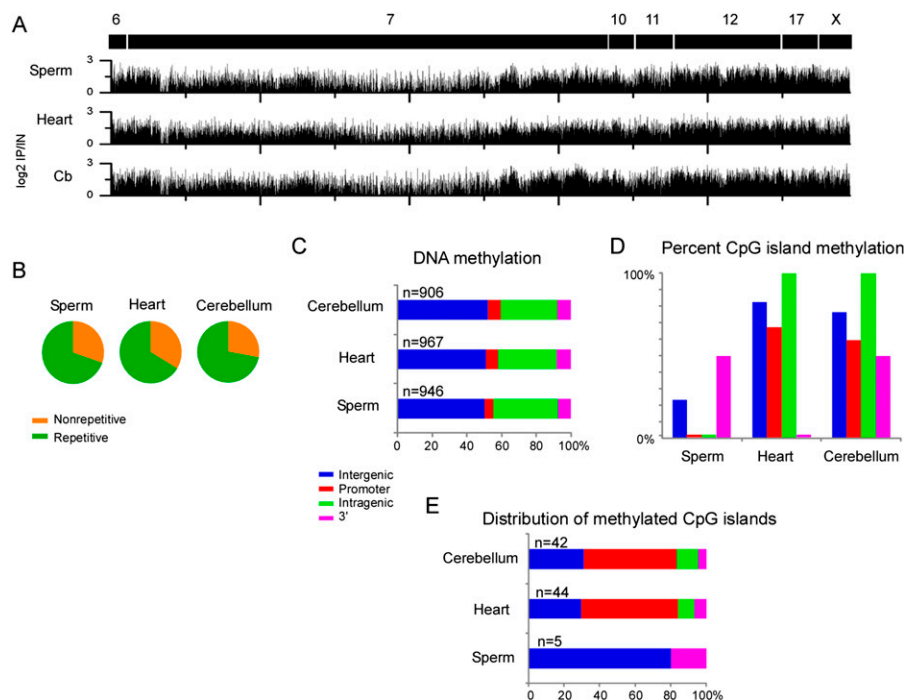 A
6 7 10 11 12 17 X
Sperm 3 0
Heart 3 0
Cb 3 0
log2 IP/IN
B
Sperm Heart Cerebellum
Nonrepetitive
Repetitive
C
DNA methylation
Cerebellum n=906
Heart n=967
Sperm n=946
0 20 40 60 80 100%
Intergenic
Promoter
Intragenic
3'
D
Percent CpG island methylation
100%
0%
Sperm Heart Cerebellum
E
Distribution of methylated CpG islands
Cerebellum n=42
Heart n=44
Sperm n=5
0 20 40 60 80 100%